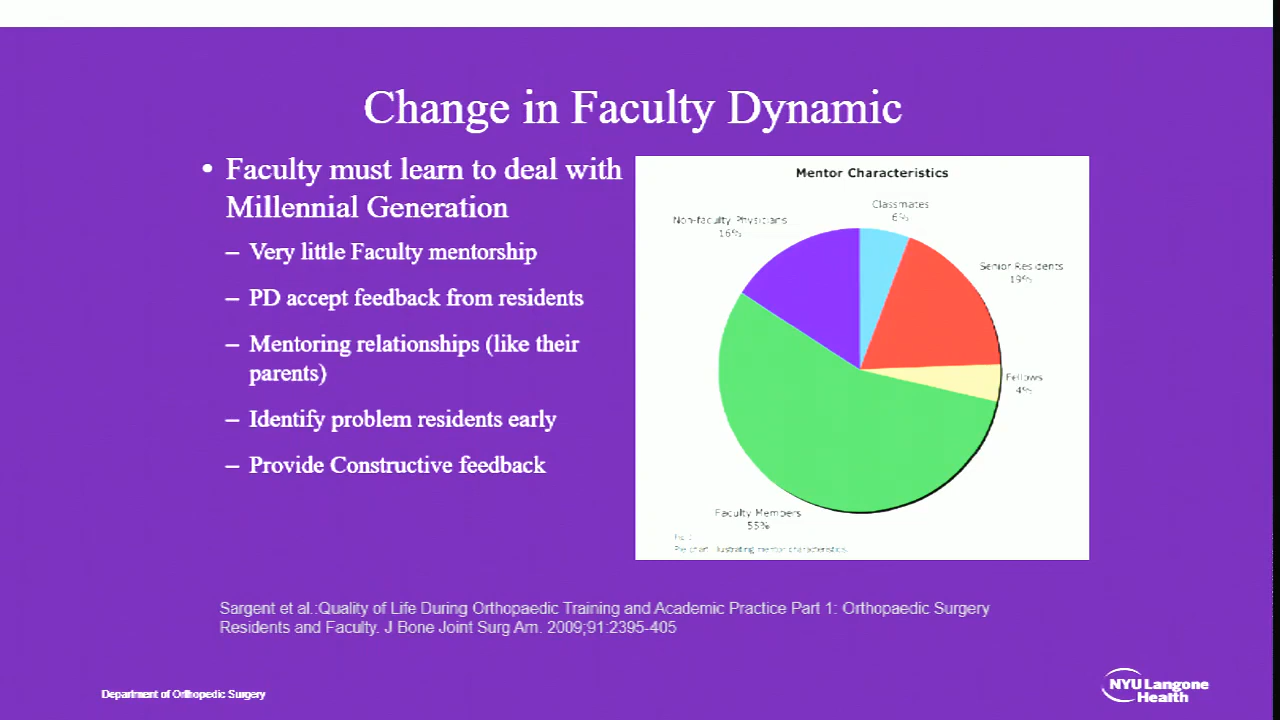 Change in Faculty Dynamic
• Faculty must learn to deal with
Millennial Generation
– Very little Faculty mentorship
– PD accept feedback from residents
– Mentoring relationships (like their
parents)
– Identify problem residents early
– Provide Constructive feedback
Mentor Characteristics
Classmates
6%
Non-faculty Physicians
16%
Senior Residents
19%
Fellows
4%
Faculty Members
55%
Pie chart illustrating mentor characteristics.
Sargent et al.:Quality of Life During Orthopaedic Training and Academic Practice Part 1: Orthopaedic Surgery
Residents and Faculty. J Bone Joint Surg Am. 2009;91:2395-405
Department of Orthopedic Surgery
NYU Langone
Health